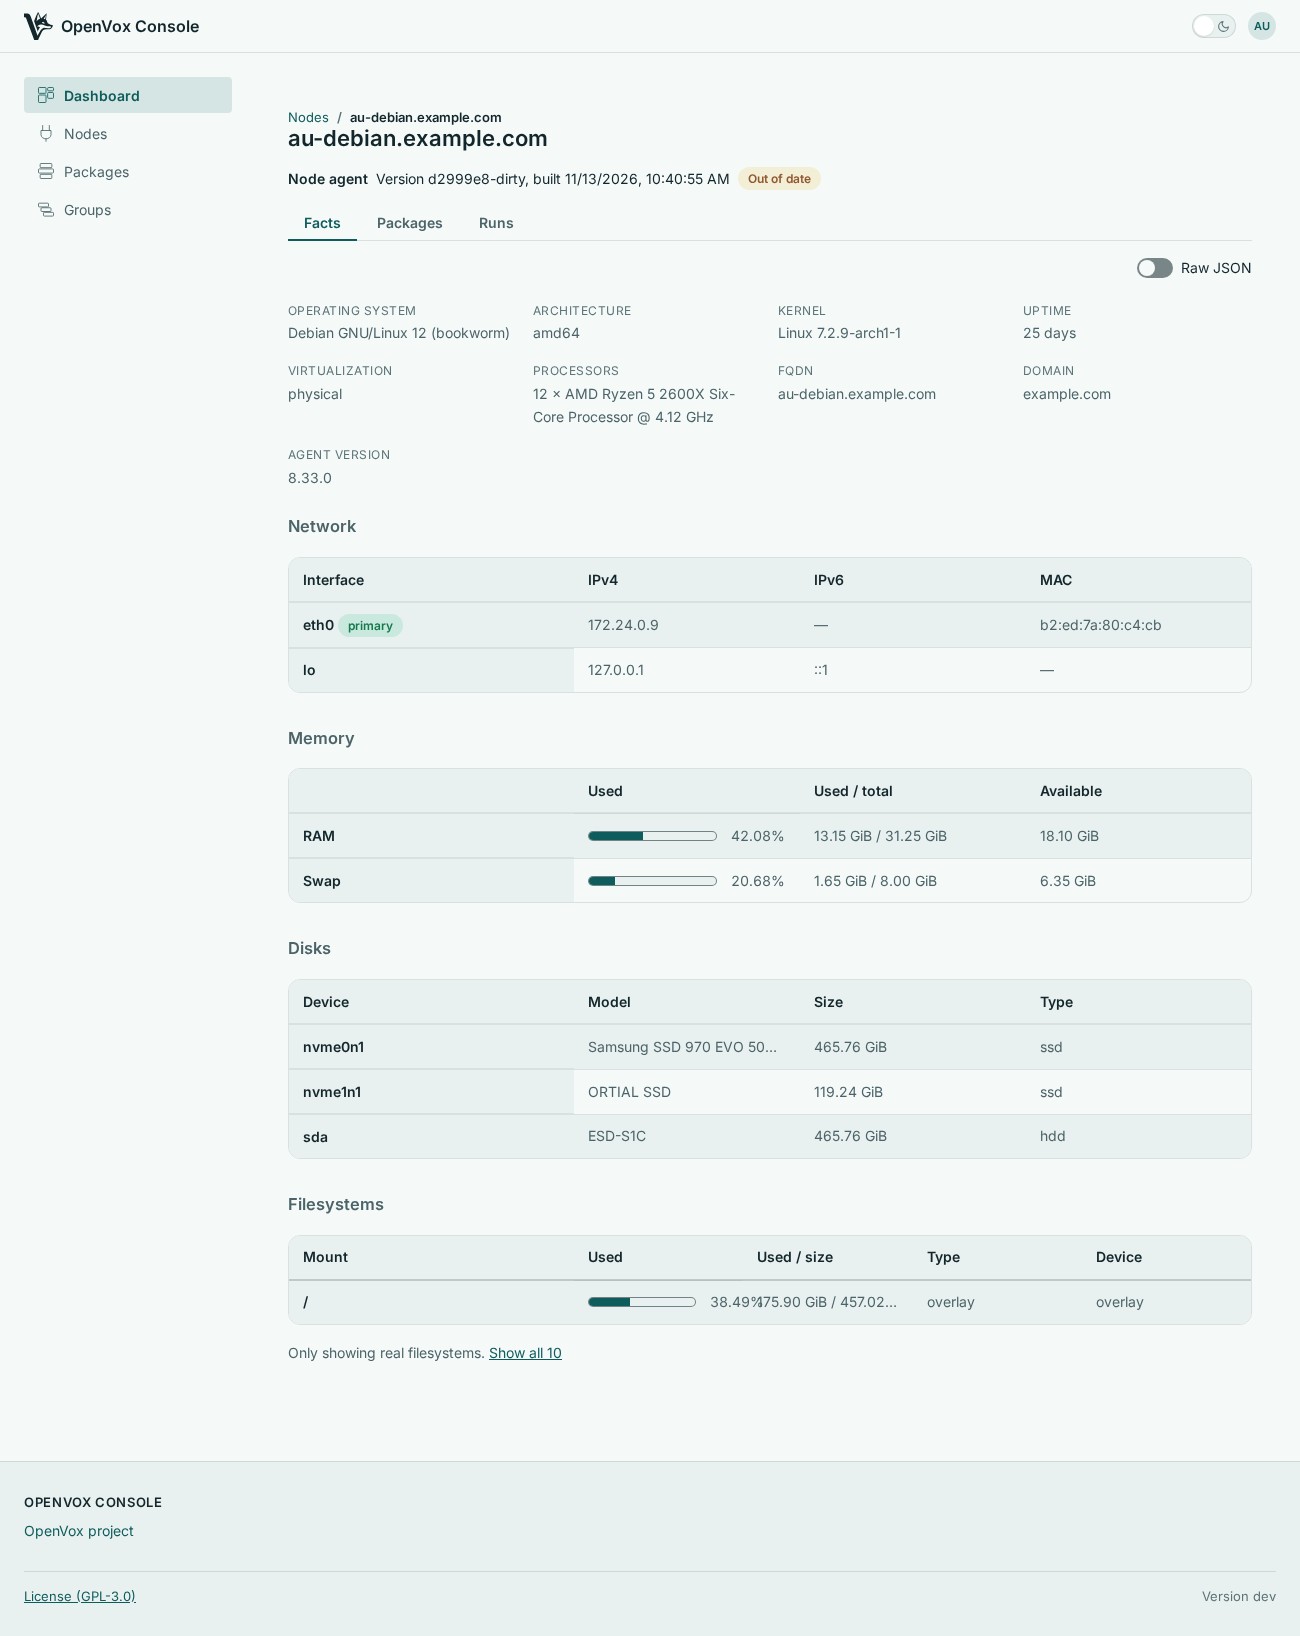 OpenVox Console
AU
Dashboard
Nodes
Packages
Groups
Nodes / au-debian.example.com
au-debian.example.com
Node agent Version d2999e8-dirty, built 11/13/2026, 10:40:55 AM Out of date
Facts Packages Runs
Raw JSON
OPERATING SYSTEM ARCHITECTURE KERNEL UPTIME
Debian GNU/Linux 12 (bookworm) amd64 Linux 7.2.9-arch1-1 25 days
VIRTUALIZATION PROCESSORS FQDN DOMAIN
physical 12 × AMD Ryzen 5 2600X Six- au-debian.example.com example.com
Core Processor @ 4.12 GHz
AGENT VERSION
8.33.0
Network
Interface IPv4 IPv6 MAC
eth0 primary 172.24.0.9 — b2:ed:7a:80:c4:cb
lo 127.0.0.1 ::1 —
Memory
Used Used / total Available
RAM 42.08% 13.15 GiB / 31.25 GiB 18.10 GiB
Swap 20.68% 1.65 GiB / 8.00 GiB 6.35 GiB
Disks
Device Model Size Type
nvme0n1 Samsung SSD 970 EVO 50... 465.76 GiB ssd
nvme1n1 ORTIAL SSD 119.24 GiB ssd
sda ESD-S1C 465.76 GiB hdd
Filesystems
Mount Used Used / size Type Device
/ 38.49% 175.90 GiB / 457.02... overlay overlay
Only showing real filesystems. Show all 10
OPENVOX CONSOLE
OpenVox project
License (GPL-3.0) Version dev